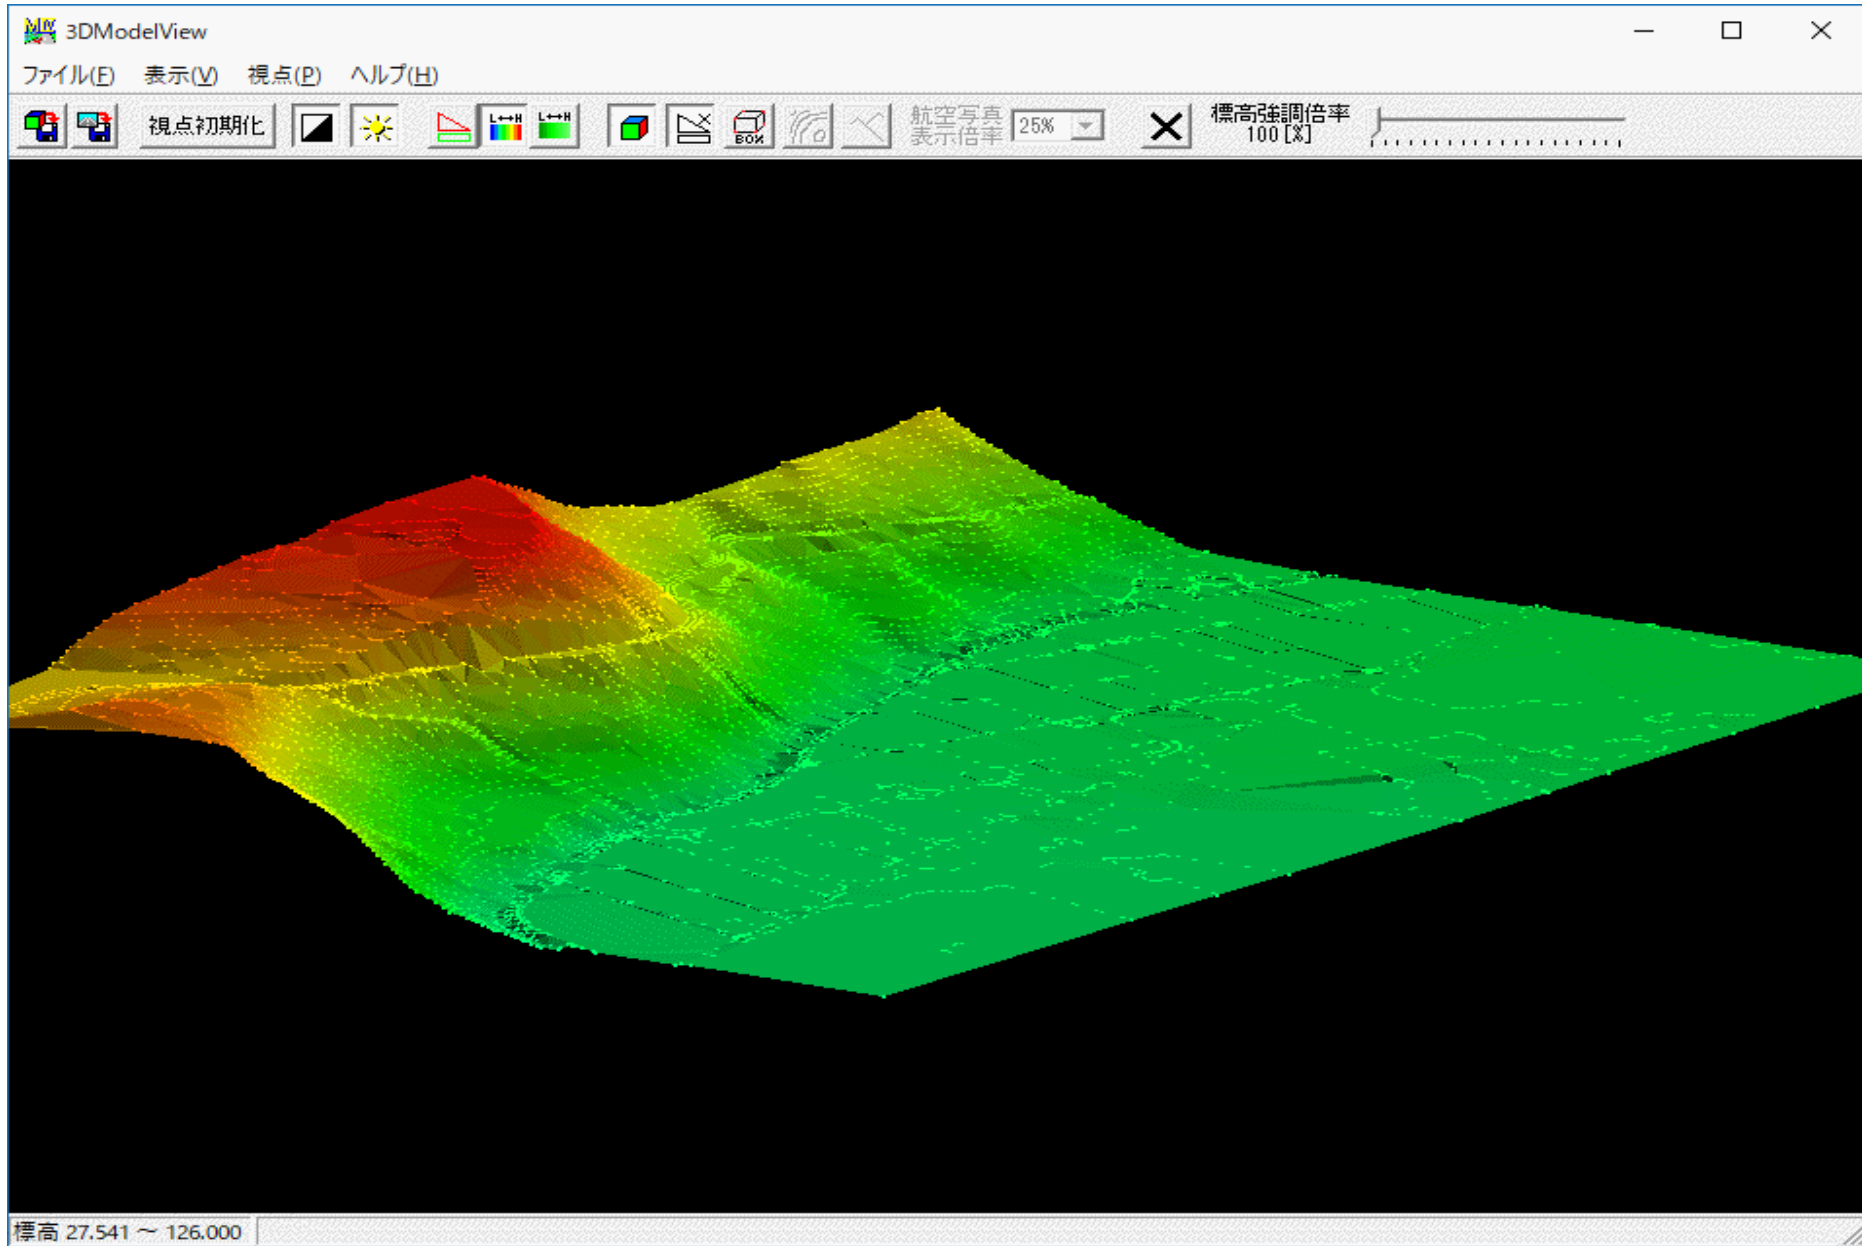 3DModelView
ファイル(F) 表示(V) 視点(P) ヘルプ(H)
視点初期化
L↔H
L↔H
BOX
航空写真
表示倍率
25%
標高強調倍率
100[%]
標高 27.541 ～ 126.000